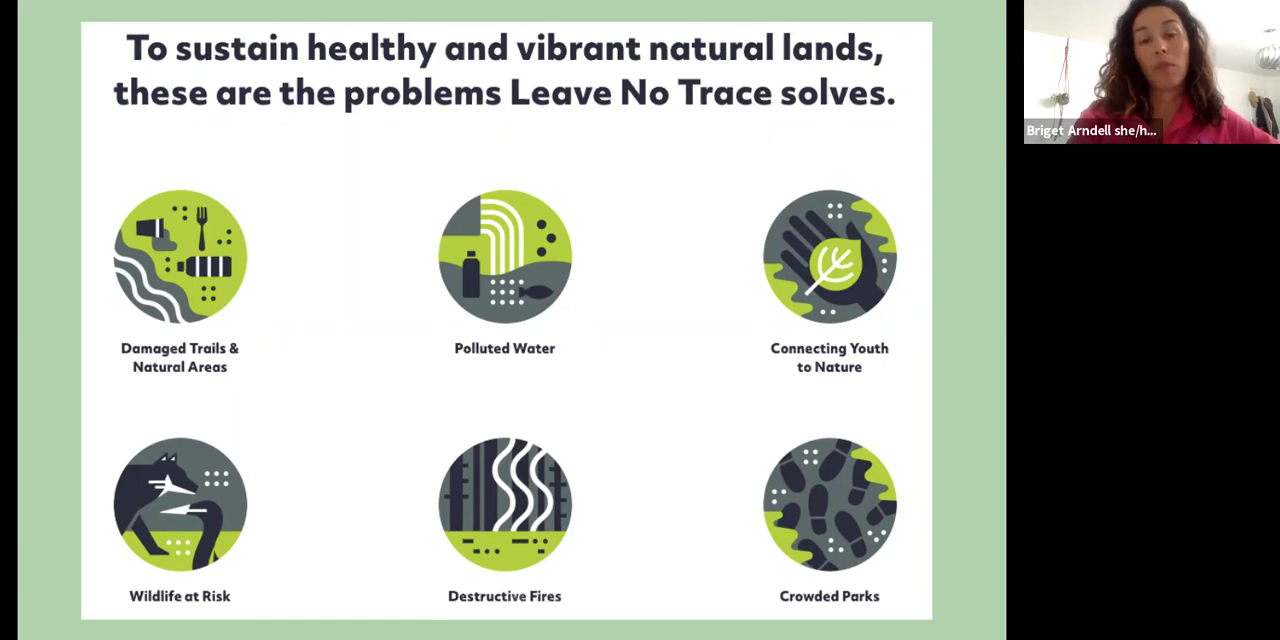 To sustain healthy and vibrant natural lands,
these are the problems Leave No Trace solves.
Briget Arndell she/h...
Damaged Trails &
Natural Areas
Polluted Water
Connecting Youth
to Nature
Wildlife at Risk
Destructive Fires
Crowded Parks